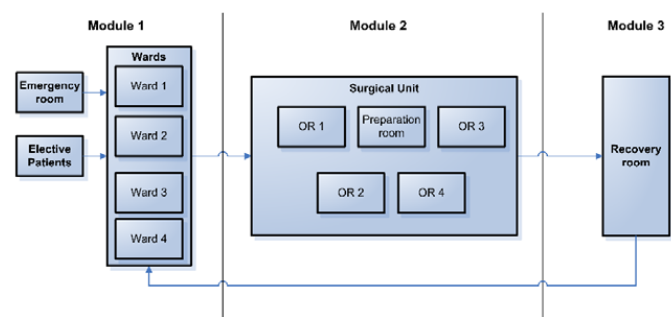 Module 1
Module 2
Module 3
Wards
Emergency
room
Ward 1
Elective
Patients
Ward 2
Ward 3
Ward 4
Surgical Unit
OR 1
Preparation
room
OR 3
OR 2
OR 4
Recovery
room